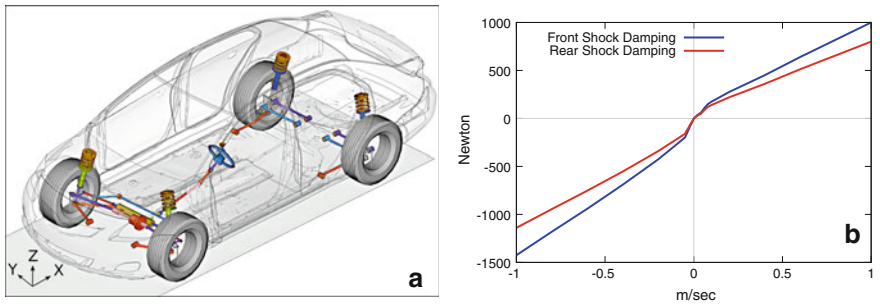 Z
Y
X
a
Front Shock Damping
Rear Shock Damping
1000
500
0
-500
-1000
-1500
Newton
-1
-0.5
0
0.5
1
m/sec
b